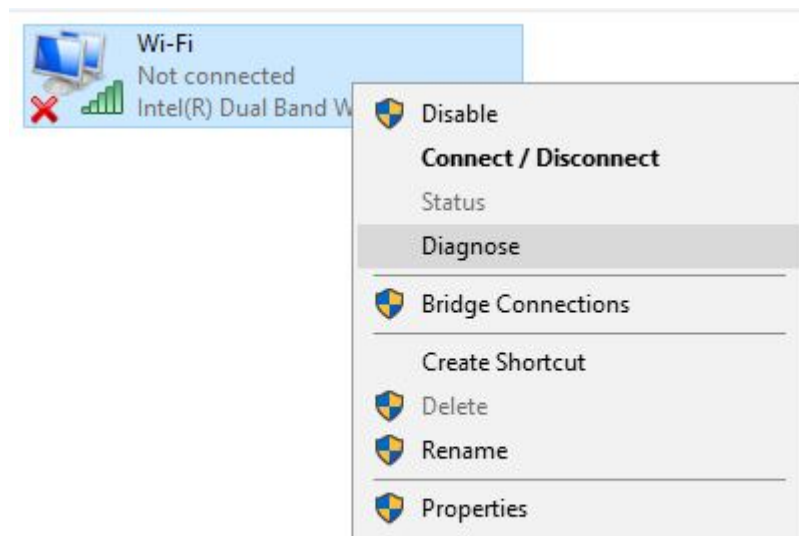 Wi-Fi
Not connected
Intel(R) Dual Band W
Disable
Connect / Disconnect
Status
Diagnose
Bridge Connections
Create Shortcut
Delete
Rename
Properties